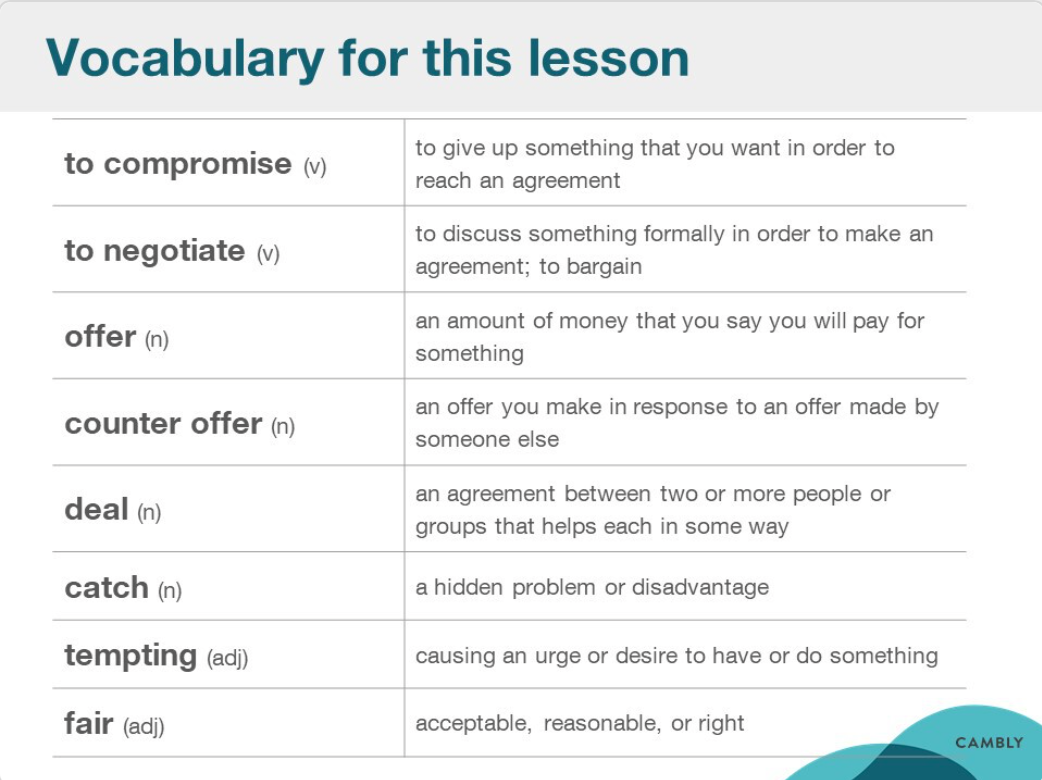 Vocabulary for this lesson
to compromise (v)
to give up something that you want in order to
reach an agreement
to negotiate (v)
to discuss something formally in order to make an
agreement; to bargain
offer (n)
an amount of money that you say you will pay for
something
counter offer (n)
an offer you make in response to an offer made by
someone else
deal (n)
an agreement between two or more people or
groups that helps each in some way
catch (n)
a hidden problem or disadvantage
tempting (adj)
causing an urge or desire to have or do something
fair (adj)
acceptable, reasonable, or right
CAMBLY